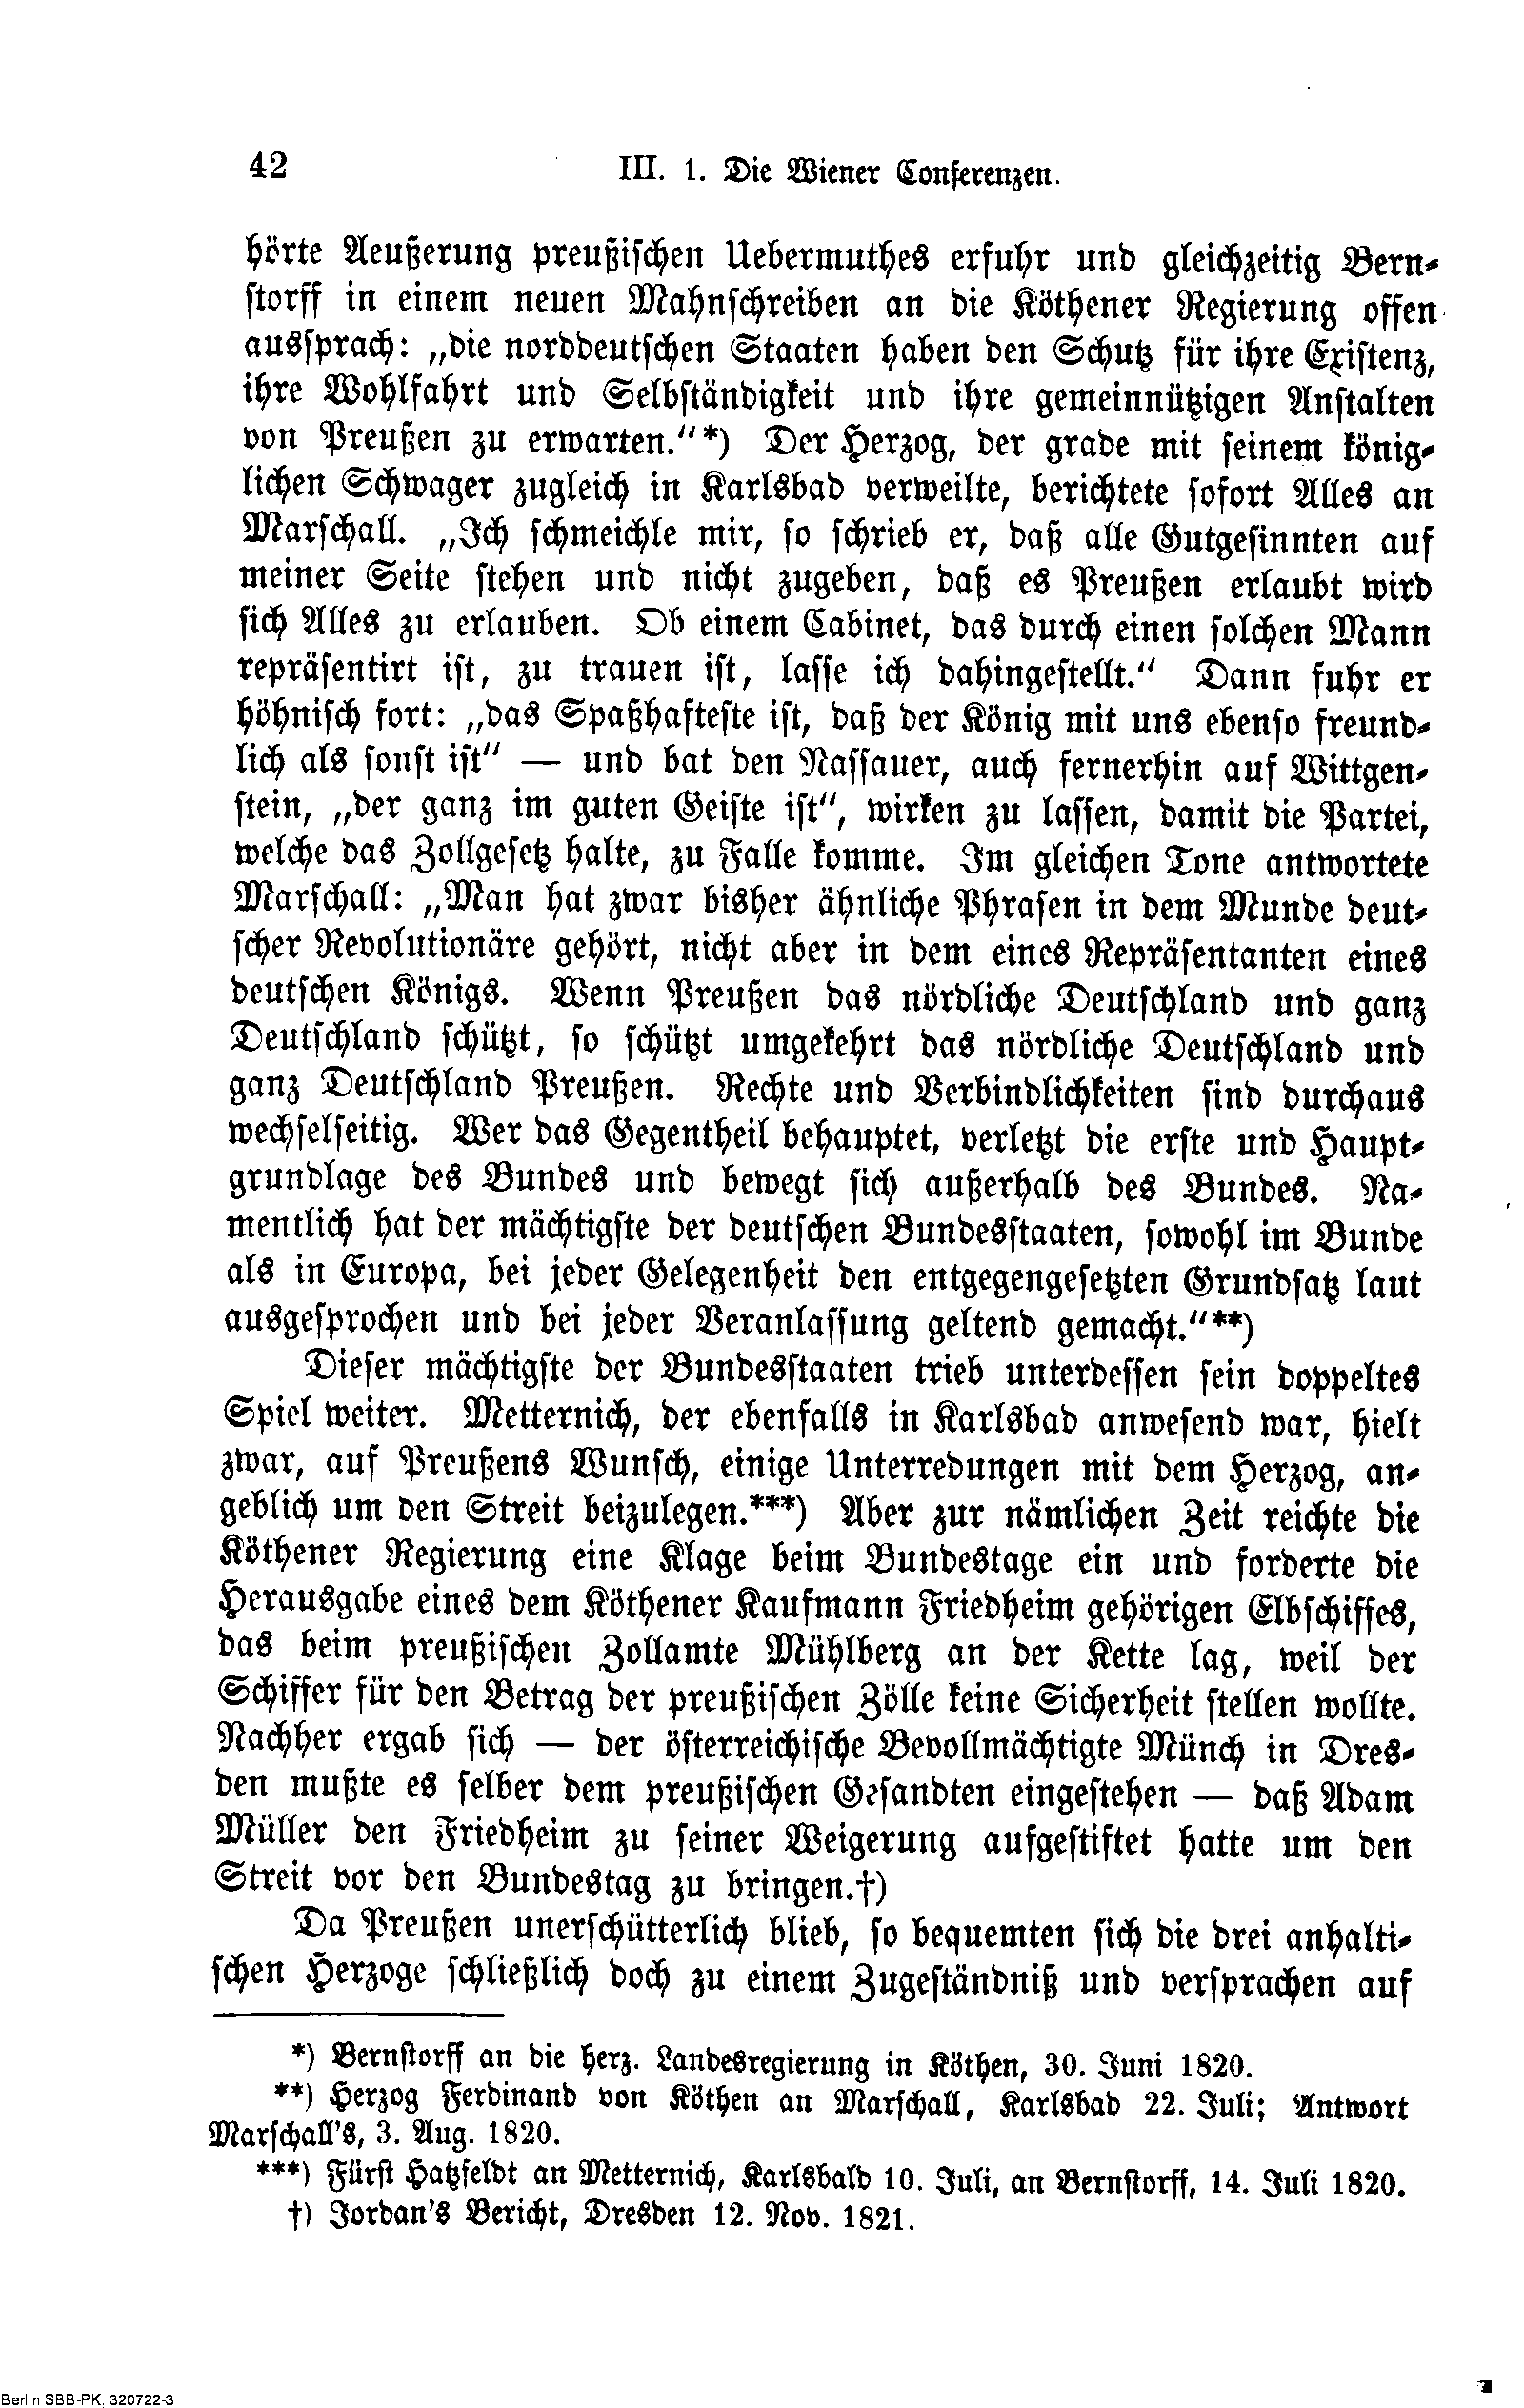 42
III. 1. Die Wiener Conferenzen.
hörte Aeußerung preußischen Uebermuthes erfuhr und gleichzeitig Bern-
storff in einem neuen Mahnschreiben an die Köthener Regierung offen
aussprach: „die norddeutschen Staaten haben den Schutz für ihre Existenz,
ihre Wohlfahrt und Selbständigkeit und ihre gemeinnützigen Anstalten
von Preußen zu erwarten.“*) Der Herzog, der grade mit seinem könig-
lichen Schwager zugleich in Karlsbad verweilte, berichtete sofort Alles an
Marschall. „Ich schmeichle mir, so schrieb er, daß alle Gutgesinnten auf
meiner Seite stehen und nicht zugeben, daß es Preußen erlaubt wird
sich Alles zu erlauben. Ob einem Cabinet, das durch einen solchen Mann
repräsentirt ist, zu trauen ist, lasse ich dahingestellt.“ Dann fuhr er
höhnisch fort: „das Spaßhafteste ist, daß der König mit uns ebenso freund-
lich als sonst ist“ — und bat den Nassauer, auch fernerhin auf Wittgen-
stein, „der ganz im guten Geiste ist“, wirken zu lassen, damit die Partei,
welche das Zollgesetz halte, zu Falle komme. Im gleichen Tone antwortete
Marschall: „Man hat zwar bisher ähnliche Phrasen in dem Munde deut-
scher Revolutionäre gehört, nicht aber in dem eines Repräsentanten eines
deutschen Königs. Wenn Preußen das nördliche Deutschland und ganz
Deutschland schützt, so schützt umgekehrt das nördliche Deutschland und
ganz Deutschland Preußen. Rechte und Verbindlichkeiten sind durchaus
wechselseitig. Wer das Gegentheil behauptet, verletzt die erste und Haupt-
grundlage des Bundes und bewegt sich außerhalb des Bundes. Na-
mentlich hat der mächtigste der deutschen Bundesstaaten, sowohl im Bunde
als in Europa, bei jeder Gelegenheit den entgegengesetzten Grundsatz laut
ausgesprochen und bei jeder Veranlassung geltend gemacht.“**)
Dieser mächtigste der Bundesstaaten trieb unterdessen sein doppeltes
Spiel weiter. Metternich, der ebenfalls in Karlsbad anwesend war, hielt
zwar, auf Preußens Wunsch, einige Unterredungen mit dem Herzog, an-
geblich um den Streit beizulegen.***) Aber zur nämlichen Zeit reichte die
Köthener Regierung eine Klage beim Bundestage ein und forderte die
Herausgabe eines dem Köthener Kaufmann Friedheim gehörigen Elbschiffes,
das beim preußischen Zollamte Mühlberg an der Kette lag, weil der
Schiffer für den Betrag der preußischen Zölle keine Sicherheit stellen wollte.
Nachher ergab sich — der österreichische Bevollmächtigte Münch in Dres-
den mußte es selber dem preußischen Gesandten eingestehen — daß Adam
Müller den Friedheim zu seiner Weigerung aufgestiftet hatte um den
Streit vor den Bundestag zu bringen.†)
Da Preußen unerschütterlich blieb, so bequemten sich die drei anhalti-
schen Herzoge schließlich doch zu einem Zugeständniß und versprachen auf
*) Bernstorff an die herz. Landesregierung in Köthen, 30. Juni 1820.
**) Herzog Ferdinand von Köthen an Marschall, Karlsbad 22. Juli; Antwort
Marschall's, 3. Aug. 1820.
***) Fürst Hatzfeldt an Metternich, Karlsbald 10. Juli, an Bernstorff, 14. Juli 1820.
†) Jordan's Bericht, Dresden 12. Nov. 1821.
Berlin SBB-PK, 320722-3